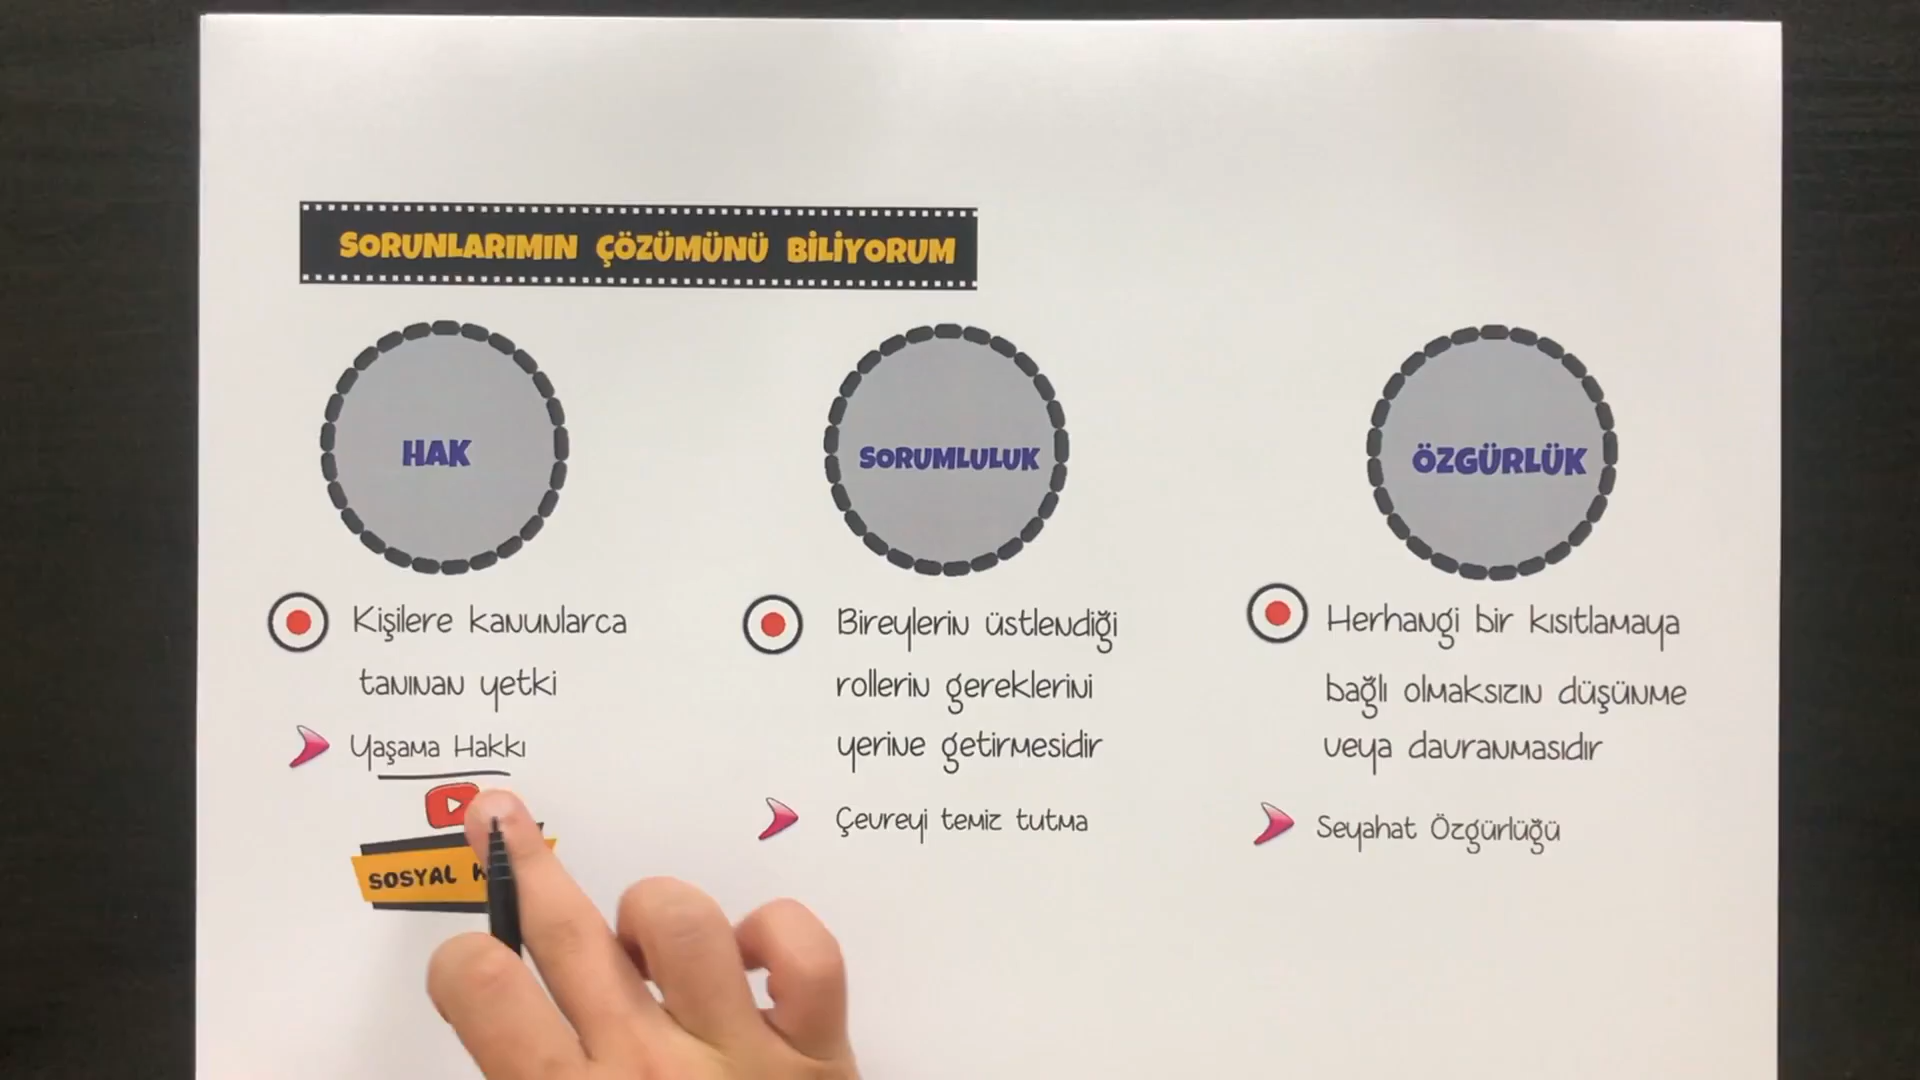 SORUNLARIMIN ÇÖZÜMÜNÜ BİLİYORUM
HAK
Kişilere kanunlarca
tanınan yetki
Yaşama Hakkı
SOSYAL
SORUMLULUK
Bireylerin üstlendiği
rollerin gereklerini
yerine getirmesidir
Çevreyi temiz tutma
ÖZGÜRLÜK
Herhangi bir kısıtlamaya
bağlı olmaksızın düşünme
veya davranmasıdır
Seyahat Özgürlüğü